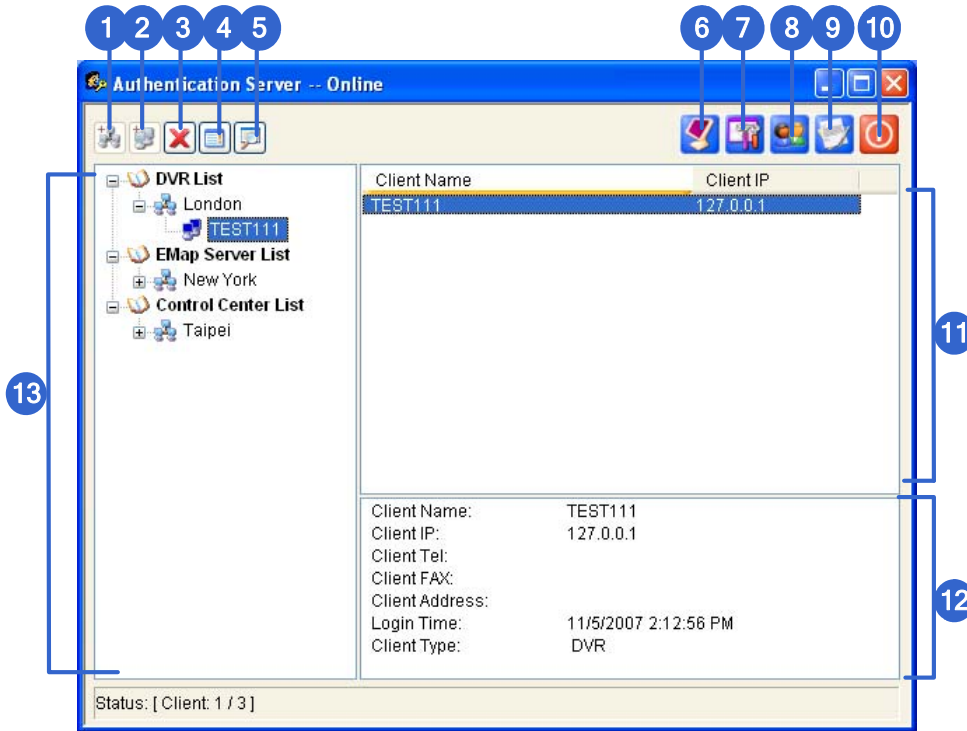 1 2 3 4 5 6 7 8 9 10
Authentication Server -- Online
DVR List
London
TEST111
EMap Server List
New York
Control Center List
Taipei
Client Name Client IP
TEST111 127.0.0.1
11
13
Client Name: TEST111
Client IP: 127.0.0.1
Client Tel:
Client FAX:
Client Address:
Login Time: 11/5/2007 2:12:56 PM
Client Type: DVR
12
Status: [ Client: 1 / 3 ]